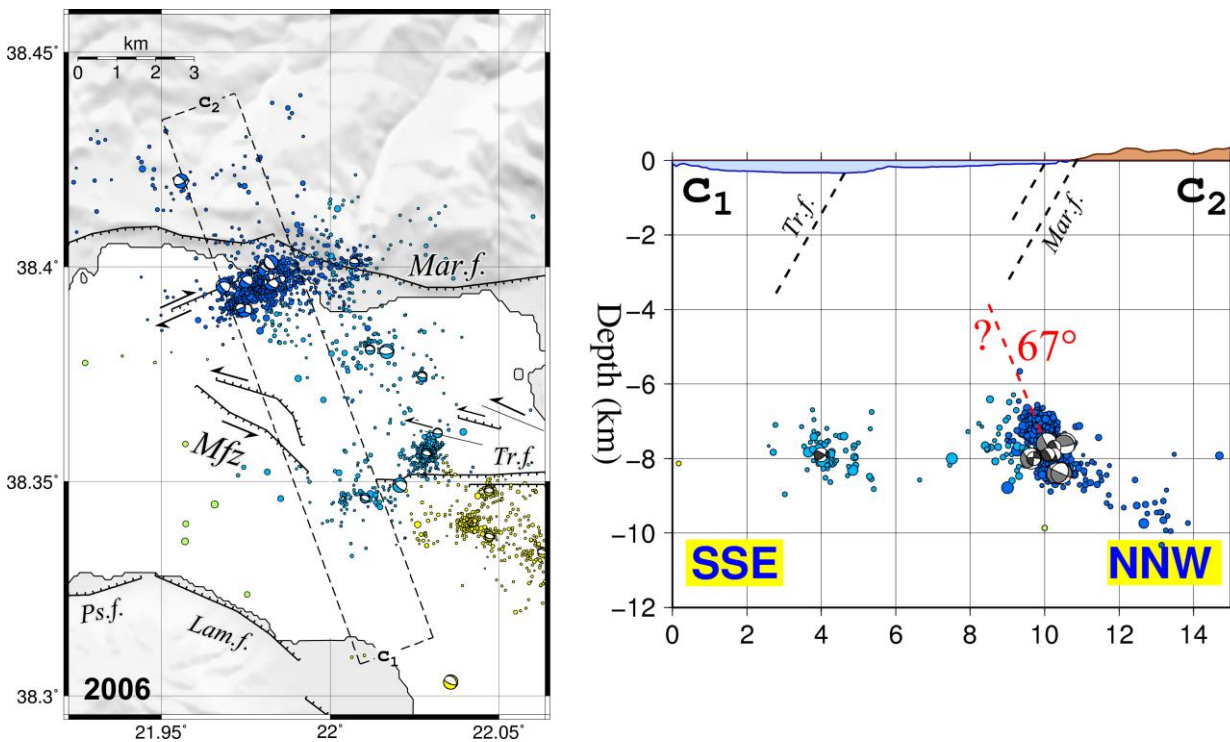 38.45˚
km
0 1 2 3
c₂
38.4˚
Mar.f.
Mfz
Tr.f.
38.35˚
Ps.f.
Lam.f.
c₁
2006
38.3˚
21.95˚ 22˚ 22.05˚
0
C₁
C₂
Tr.f.
Mar.f.
−2
−4
? 67°
Depth (km)
−6
−8
−10
SSE
NNW
−12
0 2 4 6 8 10 12 14